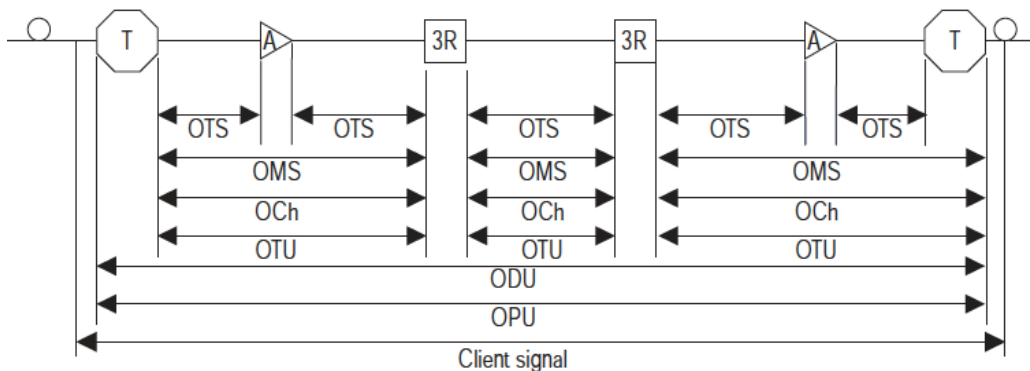 T A 3R 3R A T
OTS OTS OTS OTS OTS
OMS OMS OMS
OCh OCh OCh
OTU OTU OTU
ODU
OPU
Client signal